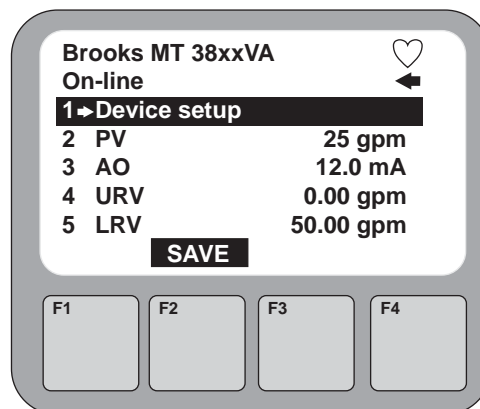 Brooks MT 38xxVA
On-line
1 Device setup
2 PV 25 gpm
3 AO 12.0 mA
4 URV 0.00 gpm
5 LRV 50.00 gpm
SAVE
F1 F2 F3 F4